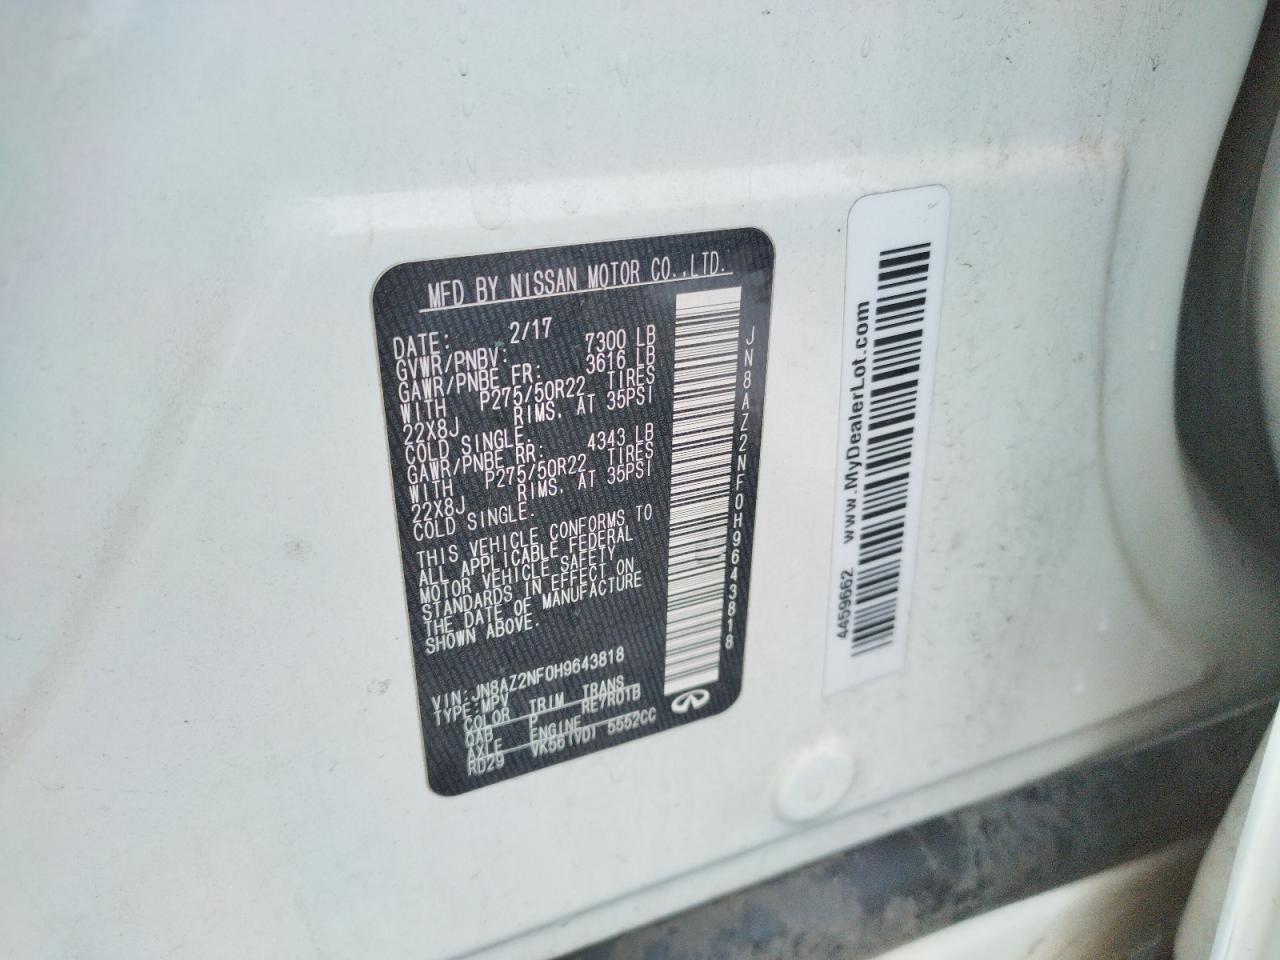 MFD BY NISSAN MOTOR CO.,LTD.
DATE: 2/17
GVWR/PNBV: 7300 LB
GAWR/PNBE FR: 3616 LB
WITH P275/50R22 TIRES
22X8J RIMS. AT 35PSI
COLD SINGLE.
GAWR/PNBE RR: 4343 LB
WITH P275/50R22 TIRES
22X8J RIMS. AT 35PSI
COLD SINGLE.
THIS VEHICLE CONFORMS TO
ALL APPLICABLE FEDERAL
MOTOR VEHICLE SAFETY
STANDARDS IN EFFECT ON
THE DATE OF MANUFACTURE
SHOWN ABOVE.
VIN: JN8AZ2NF0H9643818
TYPE: MPV
COLOR TRIM TRANS
QAB P RE7R01B
AXLE ENGINE
RD29 VK56(VD) 5552CC
JN8AZ2NF0H9643818
4459662 www.MyDealerLot.com